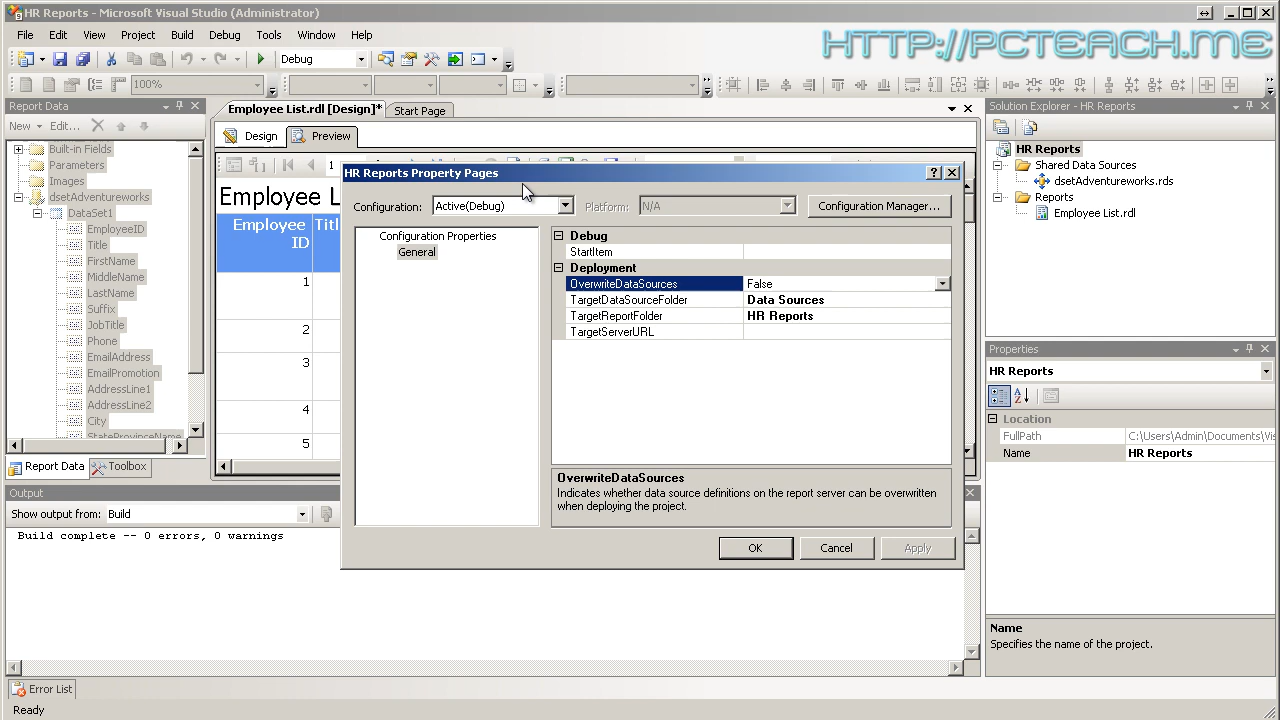 HR Reports - Microsoft Visual Studio (Administrator)
File Edit View Project Build Debug Tools Window Help
HTTP://PCTEACH.ME
Debug
100%
Report Data
New Edit...
Built-in Fields
Parameters
Images
dsetAdventureworks
DataSet1
EmployeeID
Title
FirstName
MiddleName
LastName
Suffix
JobTitle
Phone
EmailAddress
EmailPromotion
AddressLine1
AddressLine2
City
StateProvinceName
Report Data Toolbox
Employee List.rdl [Design]* Start Page
Design Preview
1
Employee L
Employee ID Titl
1
2
3
4
5
HR Reports Property Pages
Configuration: Active(Debug) Platform: N/A Configuration Manager...
Configuration Properties
General
Debug
StartItem
Deployment
OverwriteDataSources False
TargetDataSourceFolder Data Sources
TargetReportFolder HR Reports
TargetServerURL
OverwriteDataSources
Indicates whether data source definitions on the report server can be overwritten
when deploying the project.
OK Cancel Apply
Solution Explorer - HR Reports
HR Reports
Shared Data Sources
dsetAdventureworks.rds
Reports
Employee List.rdl
Properties
HR Reports
Location
FullPath C:\Users\Admin\Documents\Vis
Name HR Reports
Name
Specifies the name of the project.
Output
Show output from: Build
Build complete -- 0 errors, 0 warnings
Error List
Ready